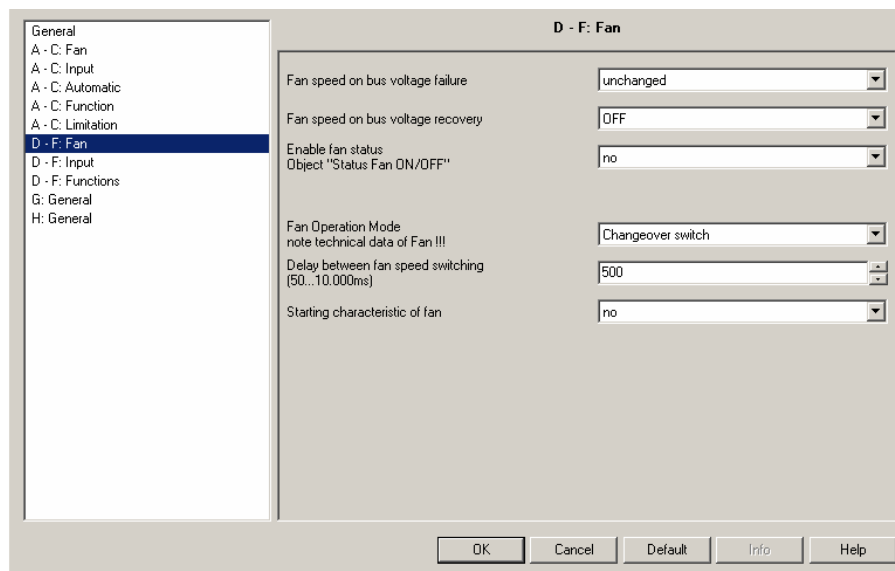 General
A - C: Fan
A - C: Input
A - C: Automatic
A - C: Function
A - C: Limitation
D - F: Fan
D - F: Input
D - F: Functions
G: General
H: General
D - F: Fan
Fan speed on bus voltage failure
unchanged
Fan speed on bus voltage recovery
OFF
Enable fan status
Object "Status Fan ON/OFF"
no
Fan Operation Mode
note technical data of Fan !!!
Changeover switch
Delay between fan speed switching
(50...10.000ms)
500
Starting characteristic of fan
no
OK
Cancel
Default
Info
Help